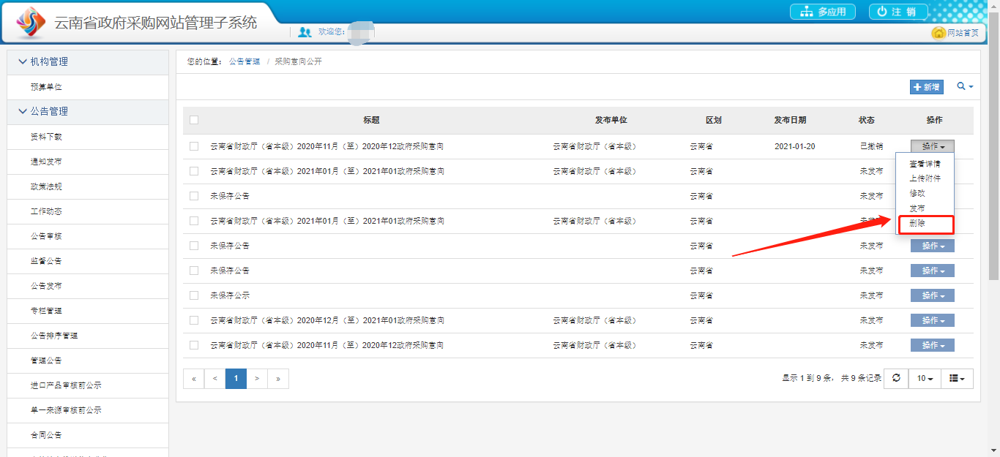 云南省政府采购网站管理子系统
多应用
注 销
欢迎您:
网站首页
机构管理
预算单位
公告管理
资料下载
通知发布
政策法规
工作动态
公告审核
监督公告
公告发布
专栏管理
公告排序管理
管理公告
进口产品审核前公示
单一来源审核前公示
合同公告
您的位置： 公告管理 / 采购意向公开
新增
标题 发布单位 区划 发布日期 状态 操作
云南省财政厅（省本级）2020年11月（至）2020年12政府采购意向 云南省财政厅（省本级） 云南省 2021-01-20 已撤销 操作
云南省财政厅（省本级）2021年01月（至）2021年01政府采购意向 云南省财政厅（省本级） 云南省 未发布
未保存公告 云南省 未发布
云南省财政厅（省本级）2021年01月（至）2021年01政府采购意向 云南省财政厅（省本级） 云南省 未发布
查看详情
上传附件
修改
发布
删除
未保存公告 云南省 未发布 操作
未保存公告 云南省 未发布 操作
未保存公示 云南省 未发布 操作
云南省财政厅（省本级）2020年12月（至）2021年01政府采购意向 云南省财政厅（省本级） 云南省 未发布 操作
云南省财政厅（省本级）2020年11月（至）2020年12政府采购意向 云南省财政厅（省本级） 云南省 未发布 操作
« < 1 > »
显示 1 到 9 条， 共 9 条记录
10